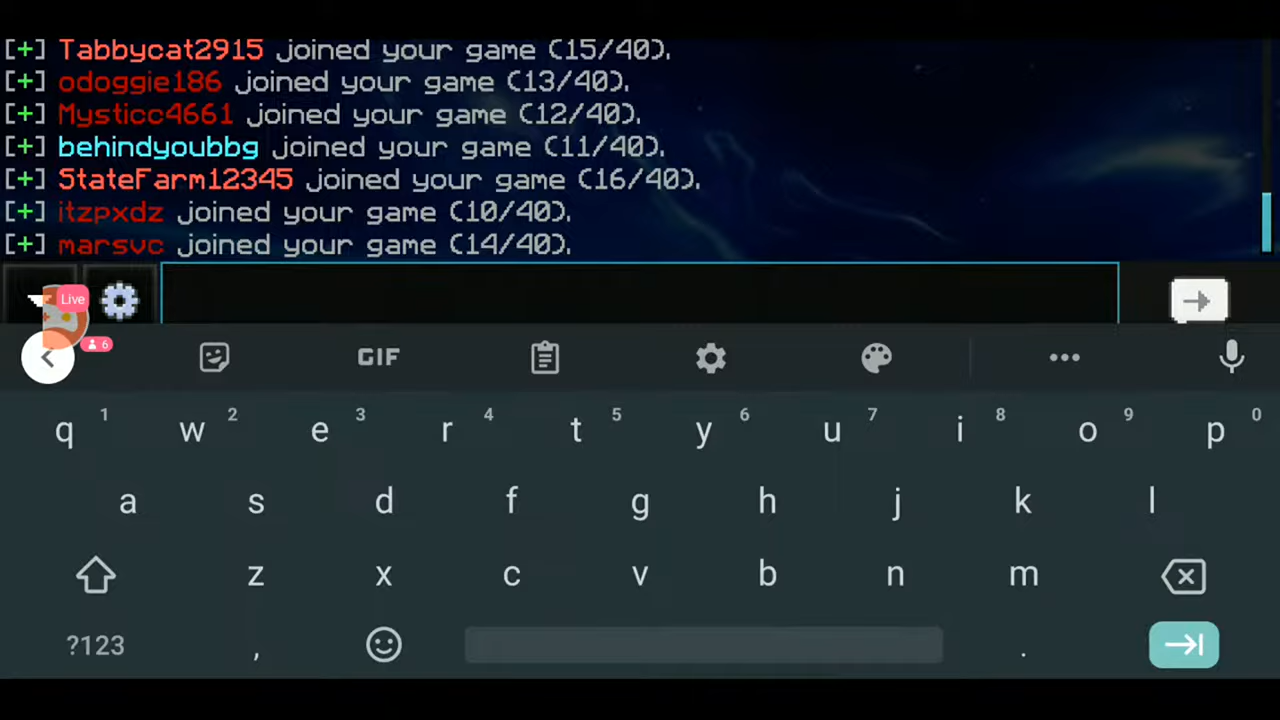 [+] Tabbycat2915 joined your game (15/40).
[+] odoggie186 joined your game (13/40).
[+] Mysticc4661 joined your game (12/40).
[+] behindyoubbg joined your game (11/40).
[+] StateFarm12345 joined your game (16/40).
[+] itzpxdz joined your game (10/40).
[+] marsvc joined your game (14/40).
Live
6
GIF
q 1 w 2 e 3 r 4 t 5 y 6 u 7 i 8 o 9 p 0
a s d f g h j k l
z x c v b n m
?123 , .